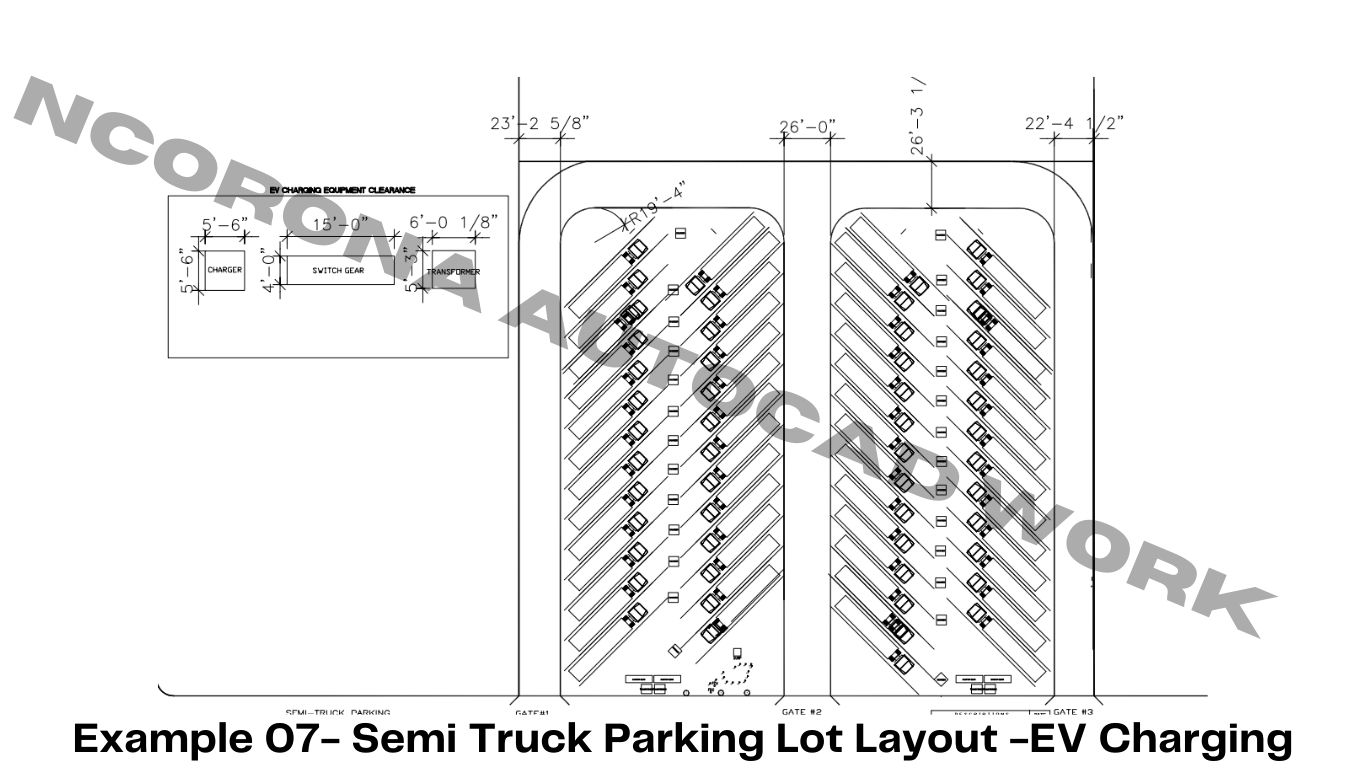 NCORONA AUTOCAD WORK
23'-2 5/8"
26'-0"
26'-3 1/
22'-4 1/2"
R19'-4"
EV CHARGING EQUIPMENT CLEARANCE
5'-6"
15'-0"
6'-0 1/8"
5'-6"
CHARGER
4'-0"
SWITCH GEAR
5'-3"
TRANSFORMER
SEMI-TRUCK PARKING
GATE#1
GATE #2
DESCRIPTIONS
GATE #3
Example 07- Semi Truck Parking Lot Layout -EV Charging